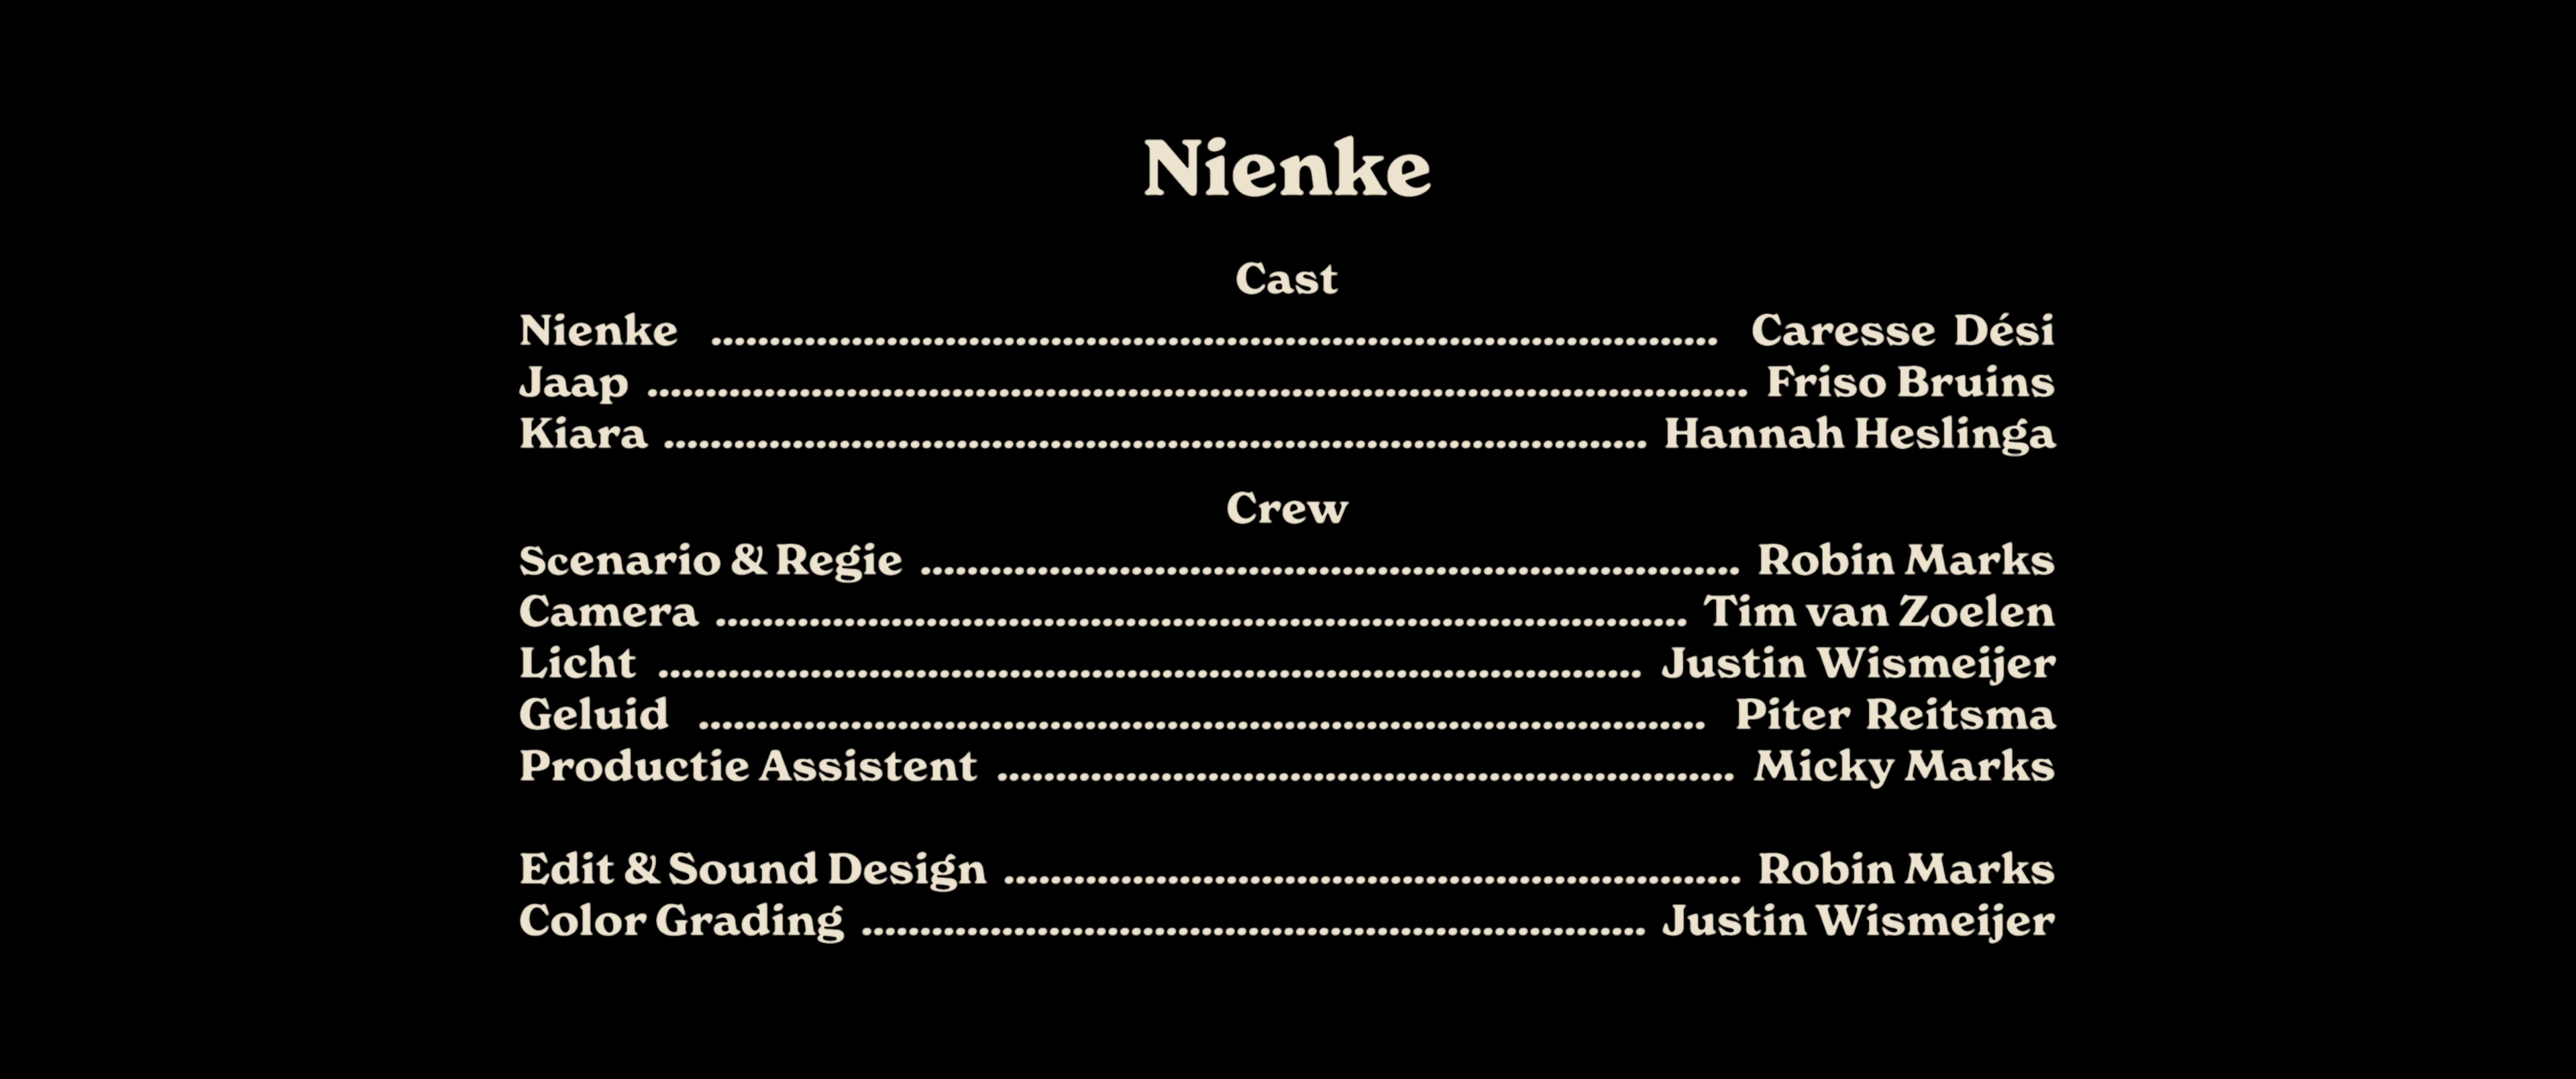 Nienke
Cast
Nienke ........................................................................................ Caresse Dési
Jaap ................................................................................................ Friso Bruins
Kiara ...................................................................................... Hannah Heslinga
Crew
Scenario & Regie ....................................................................... Robin Marks
Camera ..................................................................................... Tim van Zoelen
Licht ...................................................................................... Justin Wismeijer
Geluid ........................................................................................ Piter Reitsma
Productie Assistent ................................................................ Micky Marks
Edit & Sound Design ................................................................ Robin Marks
Color Grading .................................................................... Justin Wismeijer